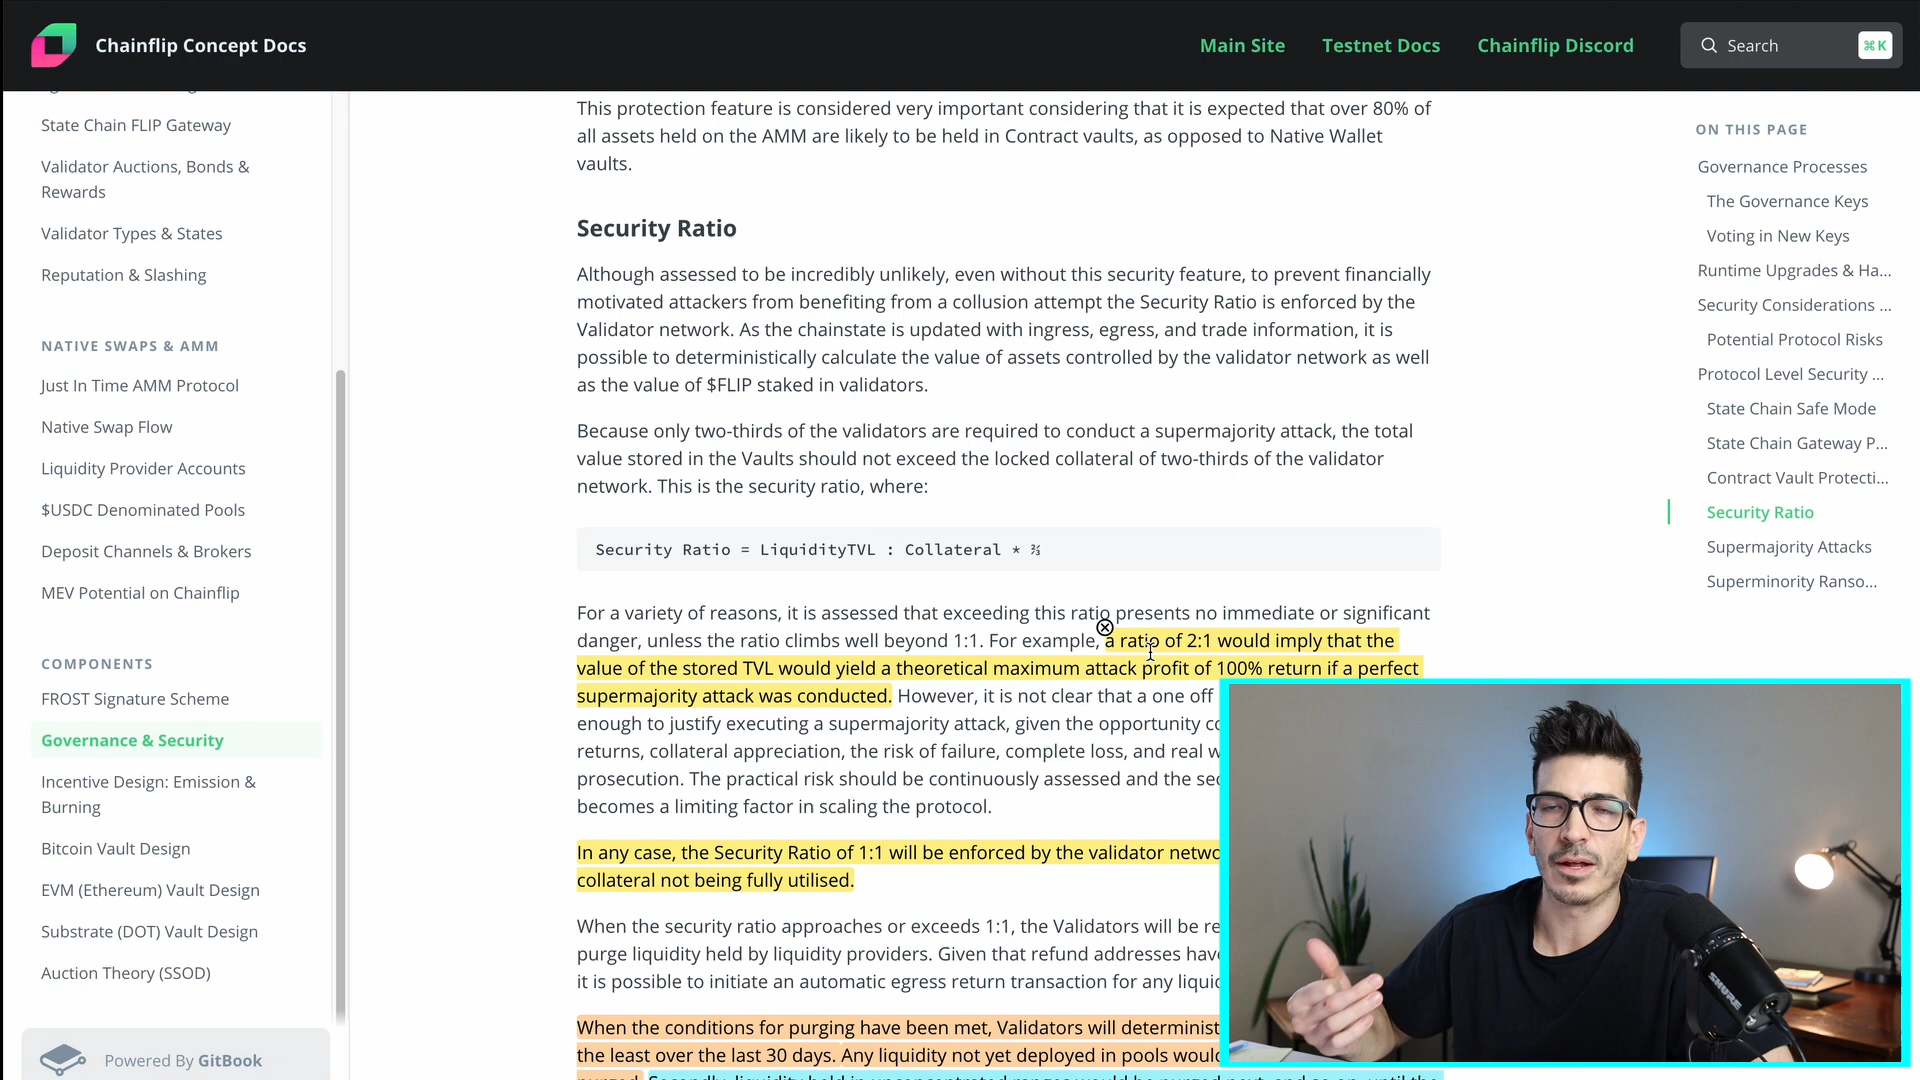 Chainflip Concept Docs
Main Site
Testnet Docs
Chainflip Discord
Search
⌘K
State Chain FLIP Gateway
Validator Auctions, Bonds &
Rewards
Validator Types & States
Reputation & Slashing
NATIVE SWAPS & AMM
Just In Time AMM Protocol
Native Swap Flow
Liquidity Provider Accounts
$USDC Denominated Pools
Deposit Channels & Brokers
MEV Potential on Chainflip
COMPONENTS
FROST Signature Scheme
Governance & Security
Incentive Design: Emission &
Burning
Bitcoin Vault Design
EVM (Ethereum) Vault Design
Substrate (DOT) Vault Design
Auction Theory (SSOD)
Powered By GitBook
This protection feature is considered very important considering that it is expected that over 80% of
all assets held on the AMM are likely to be held in Contract vaults, as opposed to Native Wallet
vaults.
Security Ratio
Although assessed to be incredibly unlikely, even without this security feature, to prevent financially
motivated attackers from benefiting from a collusion attempt the Security Ratio is enforced by the
Validator network. As the chainstate is updated with ingress, egress, and trade information, it is
possible to deterministically calculate the value of assets controlled by the validator network as well
as the value of $FLIP staked in validators.
Because only two-thirds of the validators are required to conduct a supermajority attack, the total
value stored in the Vaults should not exceed the locked collateral of two-thirds of the validator
network. This is the security ratio, where:
Security Ratio = LiquidityTVL : Collateral * ⅔
For a variety of reasons, it is assessed that exceeding this ratio presents no immediate or significant
danger, unless the ratio climbs well beyond 1:1. For example, a ratio of 2:1 would imply that the
value of the stored TVL would yield a theoretical maximum attack profit of 100% return if a perfect
supermajority attack was conducted. However, it is not clear that a one off
enough to justify executing a supermajority attack, given the opportunity
returns, collateral appreciation, the risk of failure, complete loss, and real
prosecution. The practical risk should be continuously assessed and the
becomes a limiting factor in scaling the protocol.
In any case, the Security Ratio of 1:1 will be enforced by the validator
collateral not being fully utilised.
When the security ratio approaches or exceeds 1:1, the Validators will be
purge liquidity held by liquidity providers. Given that refund addresses
it is possible to initiate an automatic egress return transaction for any
When the conditions for purging have been met, Validators will
the least over the last 30 days. Any liquidity not yet deployed in pools
ON THIS PAGE
Governance Processes
The Governance Keys
Voting in New Keys
Runtime Upgrades & Ha...
Security Considerations ...
Potential Protocol Risks
Protocol Level Security ...
State Chain Safe Mode
State Chain Gateway P...
Contract Vault Protecti...
Security Ratio
Supermajority Attacks
Superminority Ranso...
SHURE